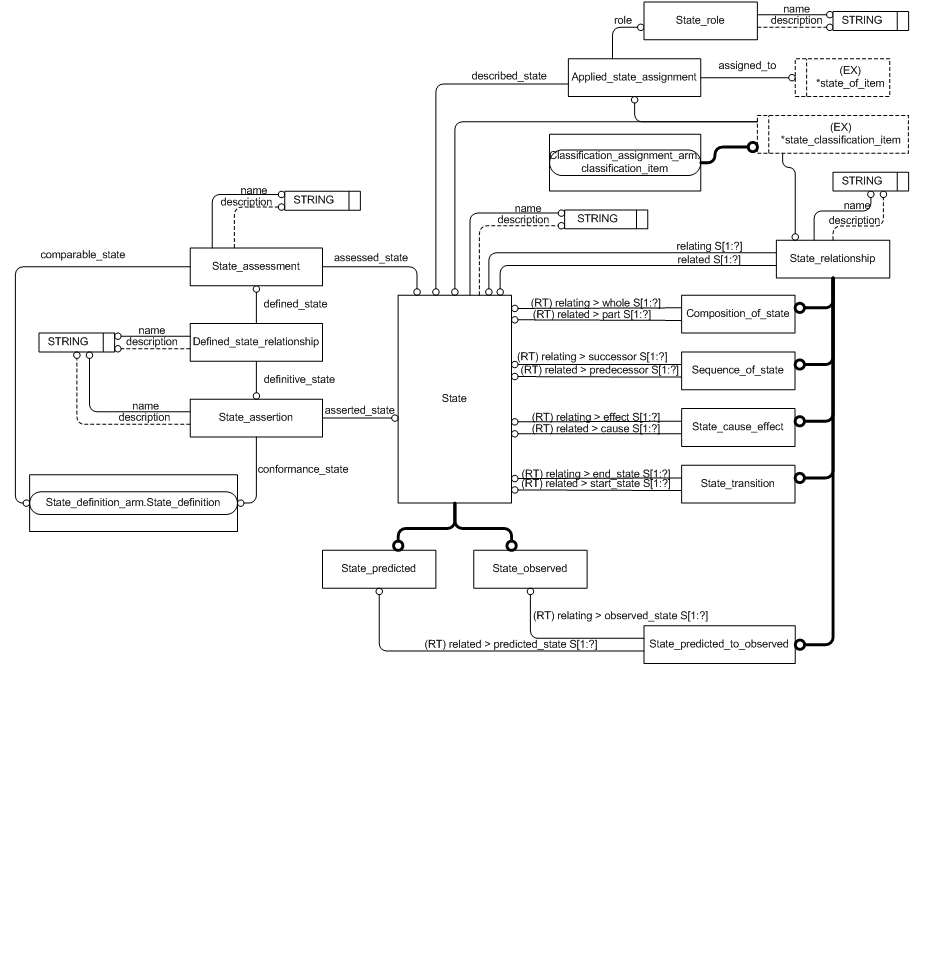 State_role
role
name
description
STRING
Applied_state_assignment
described_state
assigned_to
(EX)
*state_of_item
(EX)
*state_classification_item
Classification_assignment_arm.
classification_item
STRING
name
description
name
description
STRING
name
description
STRING
State_relationship
relating S[1:?]
related S[1:?]
comparable_state
State_assessment
assessed_state
defined_state
STRING
name
description
Defined_state_relationship
definitive_state
name
description
State_assertion
asserted_state
conformance_state
State_definition_arm.State_definition
State
(RT) relating > whole S[1:?]
(RT) related > part S[1:?]
Composition_of_state
(RT) relating > successor S[1:?]
(RT) related > predecessor S[1:?]
Sequence_of_state
(RT) relating > effect S[1:?]
(RT) related > cause S[1:?]
State_cause_effect
(RT) relating > end_state S[1:?]
(RT) related > start_state S[1:?]
State_transition
State_predicted
State_observed
(RT) relating > observed_state S[1:?]
(RT) related > predicted_state S[1:?]
State_predicted_to_observed